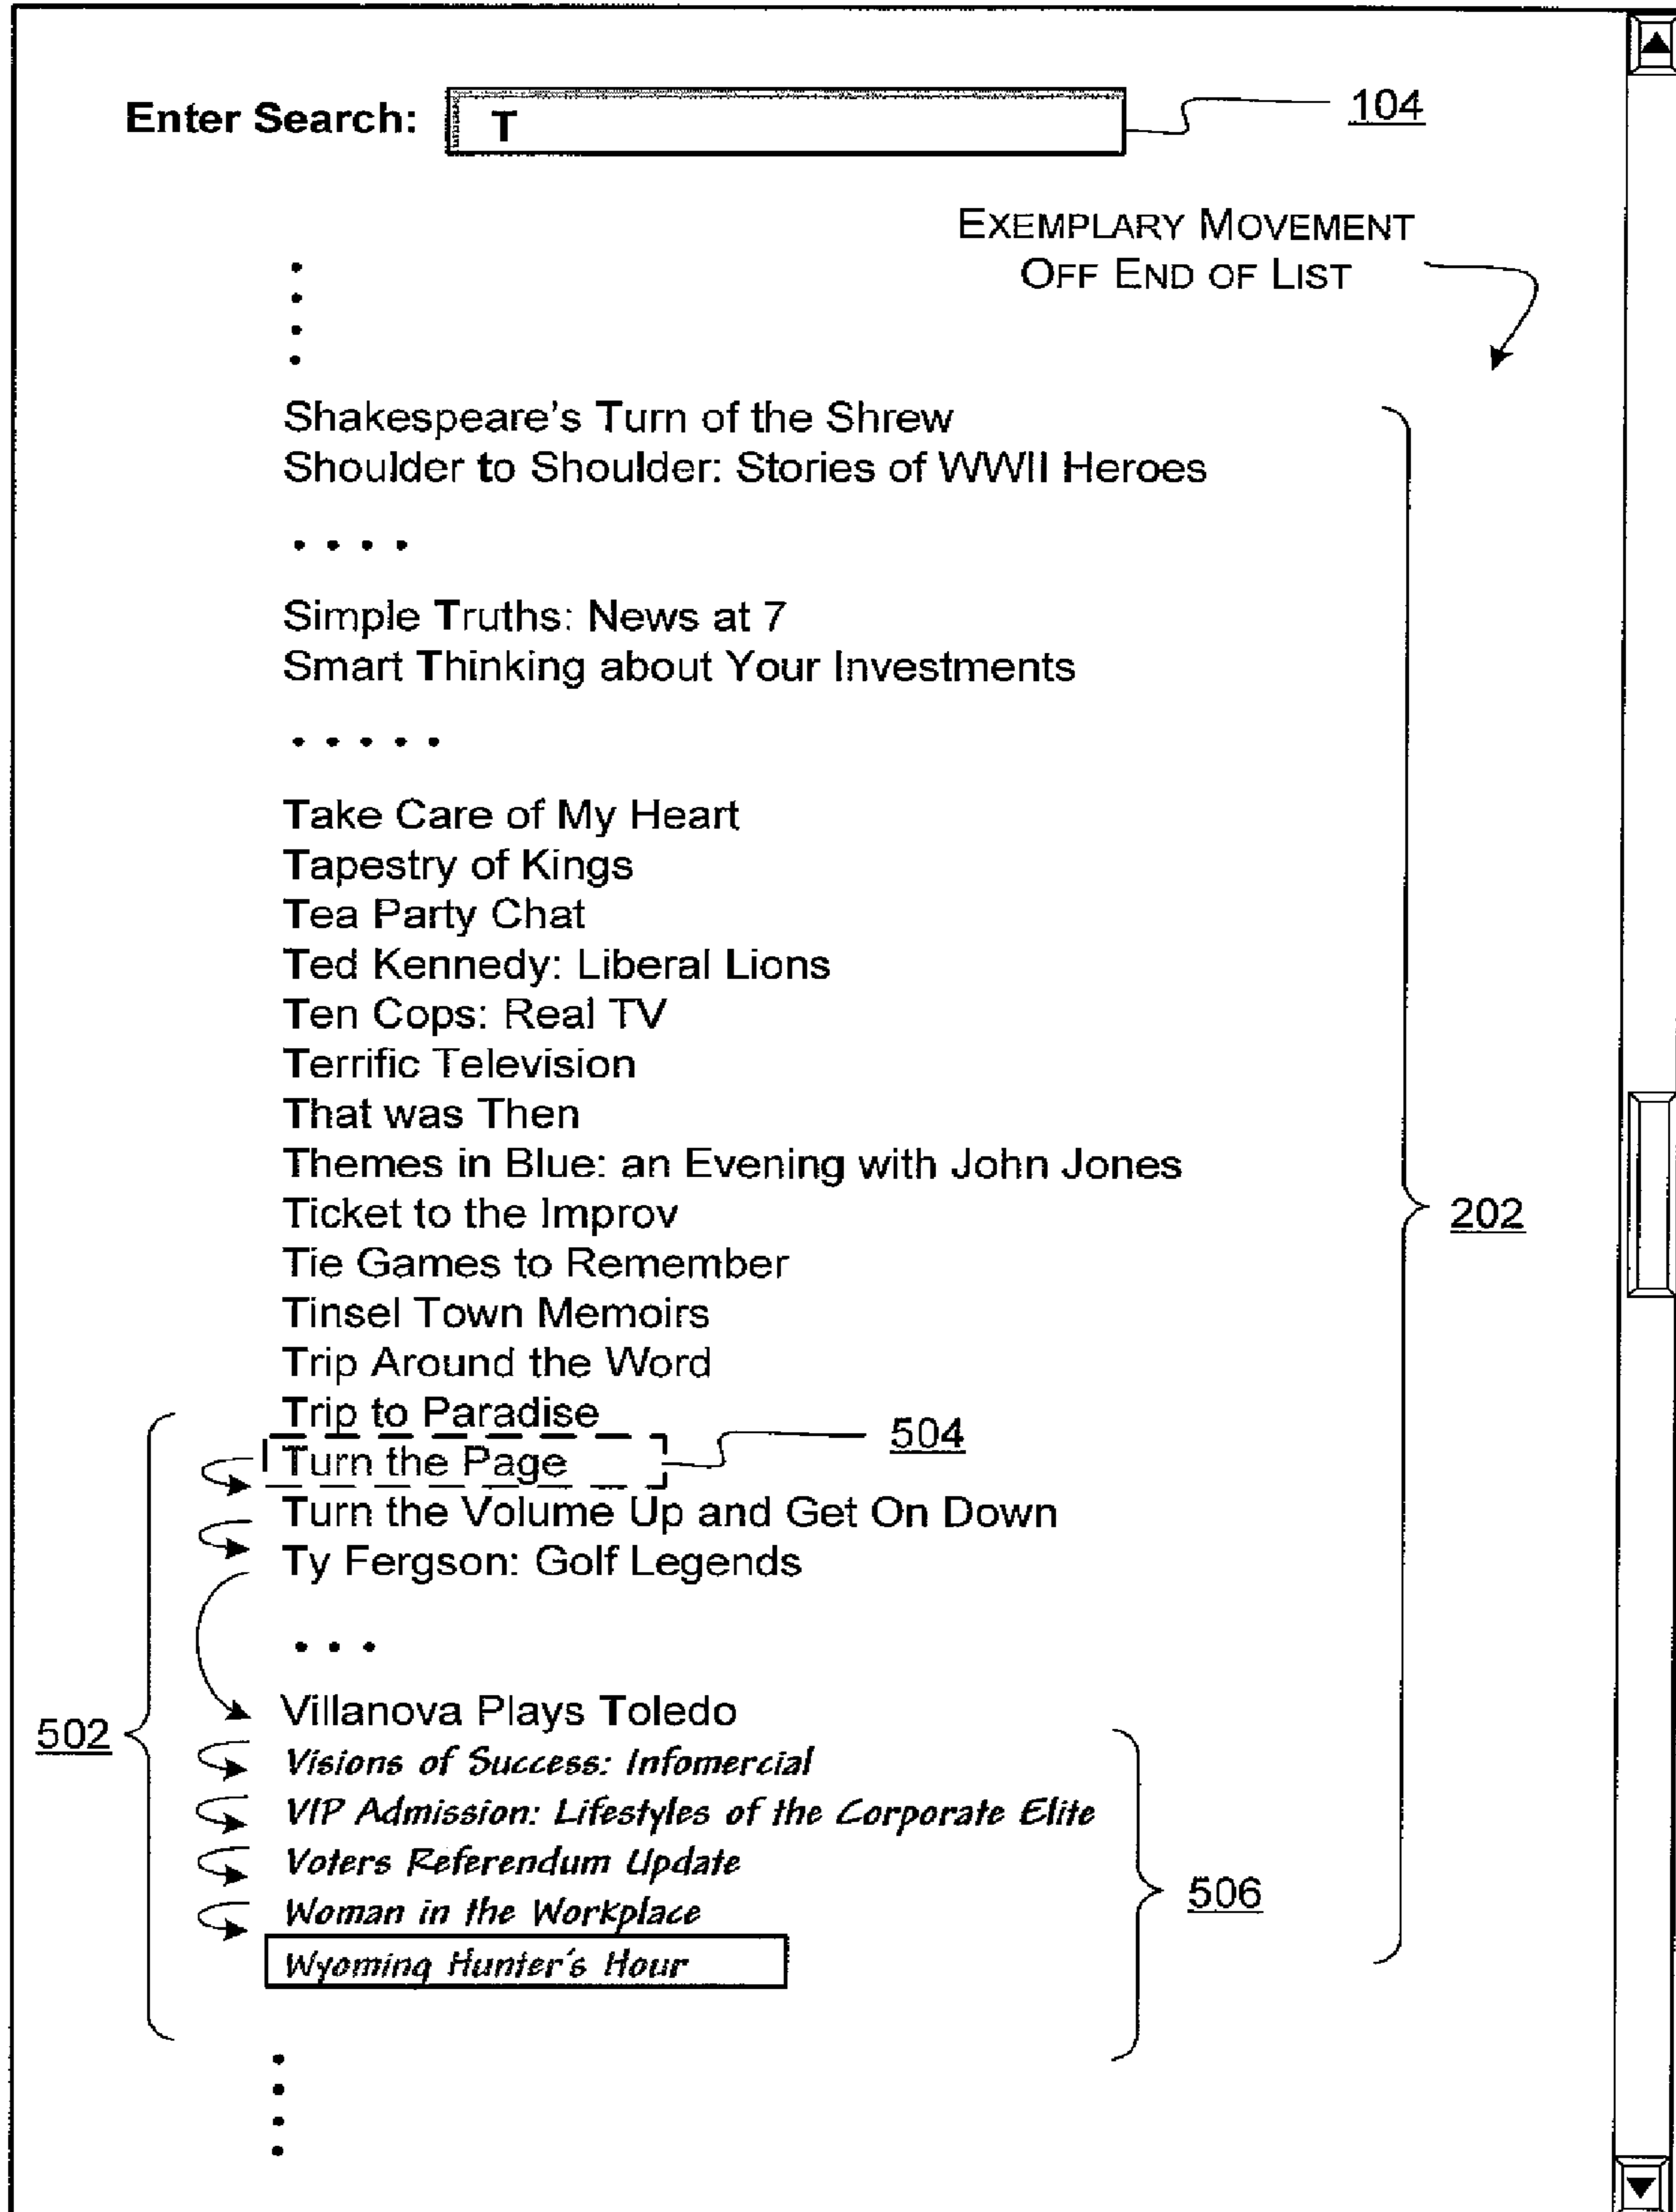 Enter Search: T 104
EXEMPLARY MOVEMENT
OFF END OF LIST
Shakespeare's Turn of the Shrew
Shoulder to Shoulder: Stories of WWII Heroes
. . . .
Simple Truths: News at 7
Smart Thinking about Your Investments
. . . . .
Take Care of My Heart
Tapestry of Kings
Tea Party Chat
Ted Kennedy: Liberal Lions
Ten Cops: Real TV
Terrific Television
That was Then
Themes in Blue: an Evening with John Jones
Ticket to the Improv
202
Tie Games to Remember
Tinsel Town Memoirs
Trip Around the Word
Trip to Paradise
504
Turn the Page
Turn the Volume Up and Get On Down
Ty Fergson: Golf Legends
. . .
Villanova Plays Toledo
502
Visions of Success: Infomercial
VIP Admission: Lifestyles of the Corporate Elite
Voters Referendum Update
506
Woman in the Workplace
Wyoming Hunter's Hour